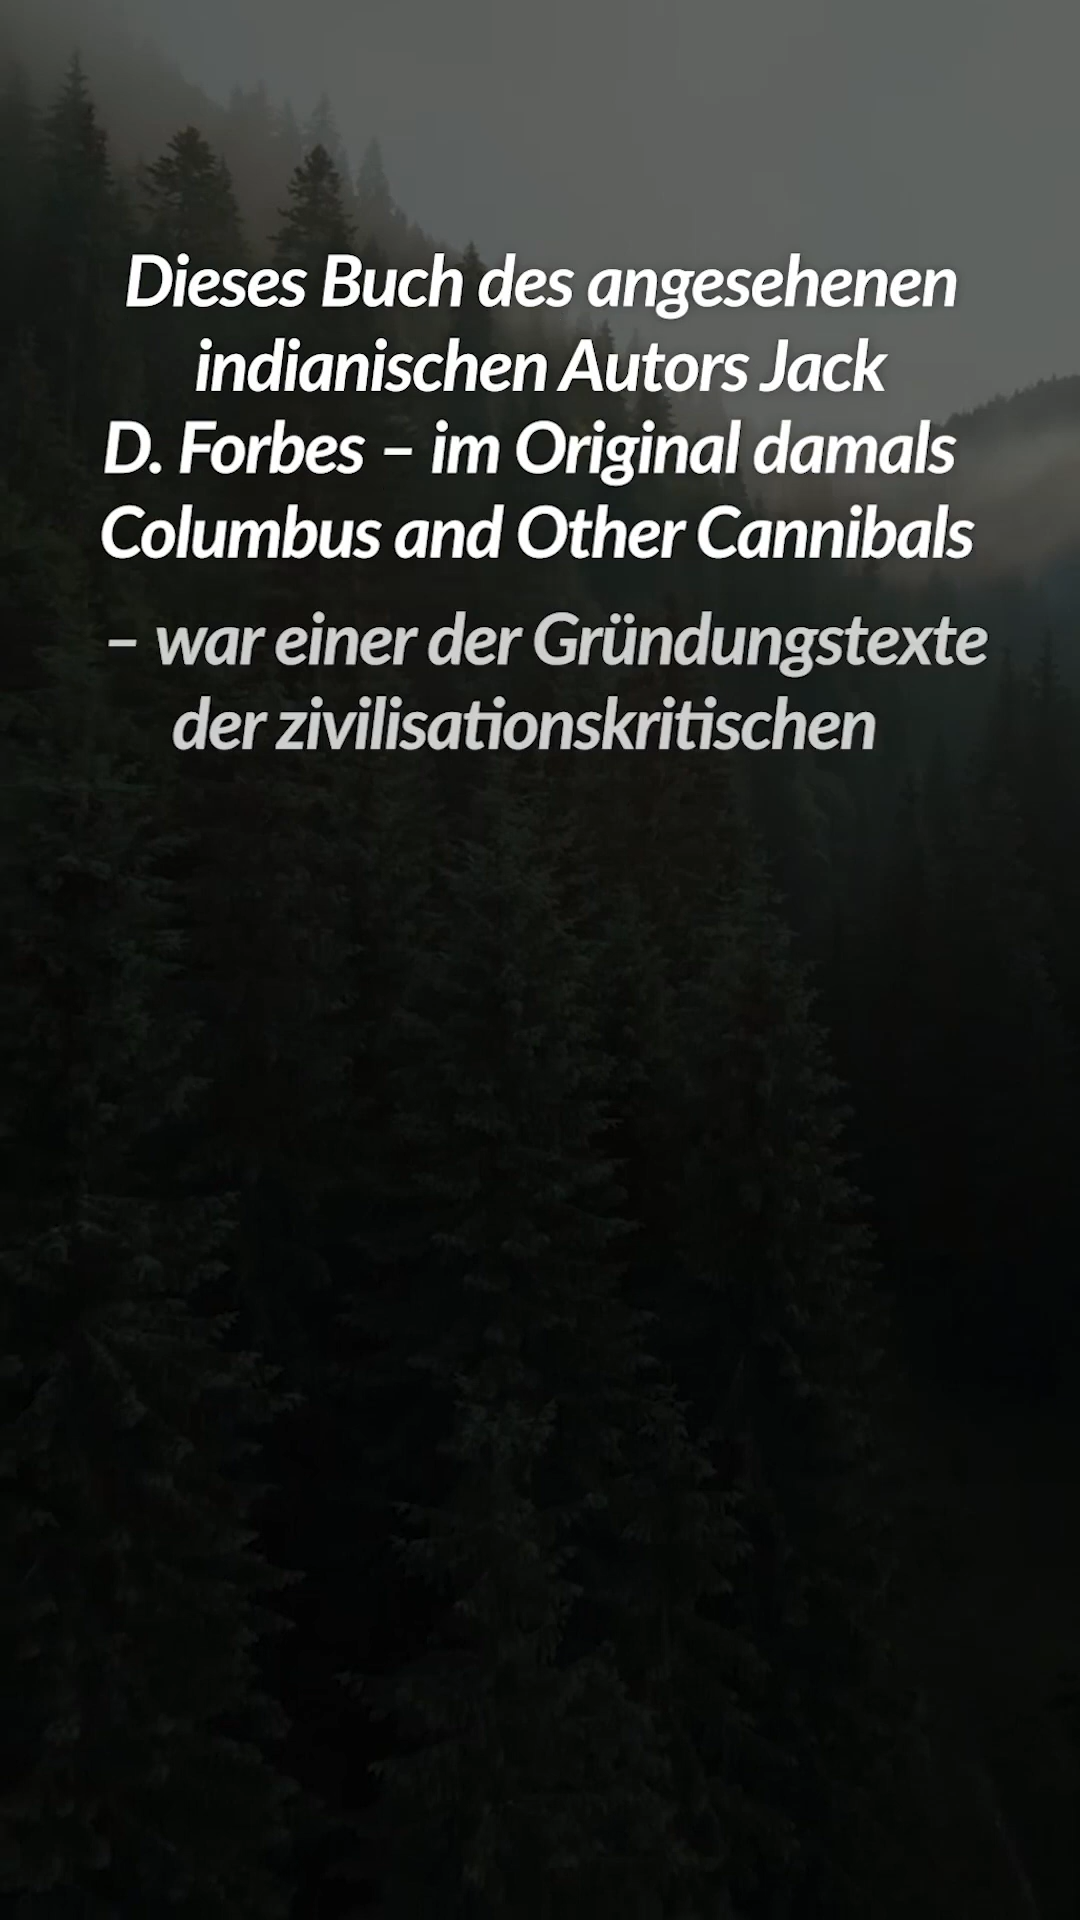 Dieses Buch des angesehenen
indianischen Autors Jack
D. Forbes – im Original damals
Columbus and Other Cannibals
– war einer der Gründungstexte
der zivilisationskritischen